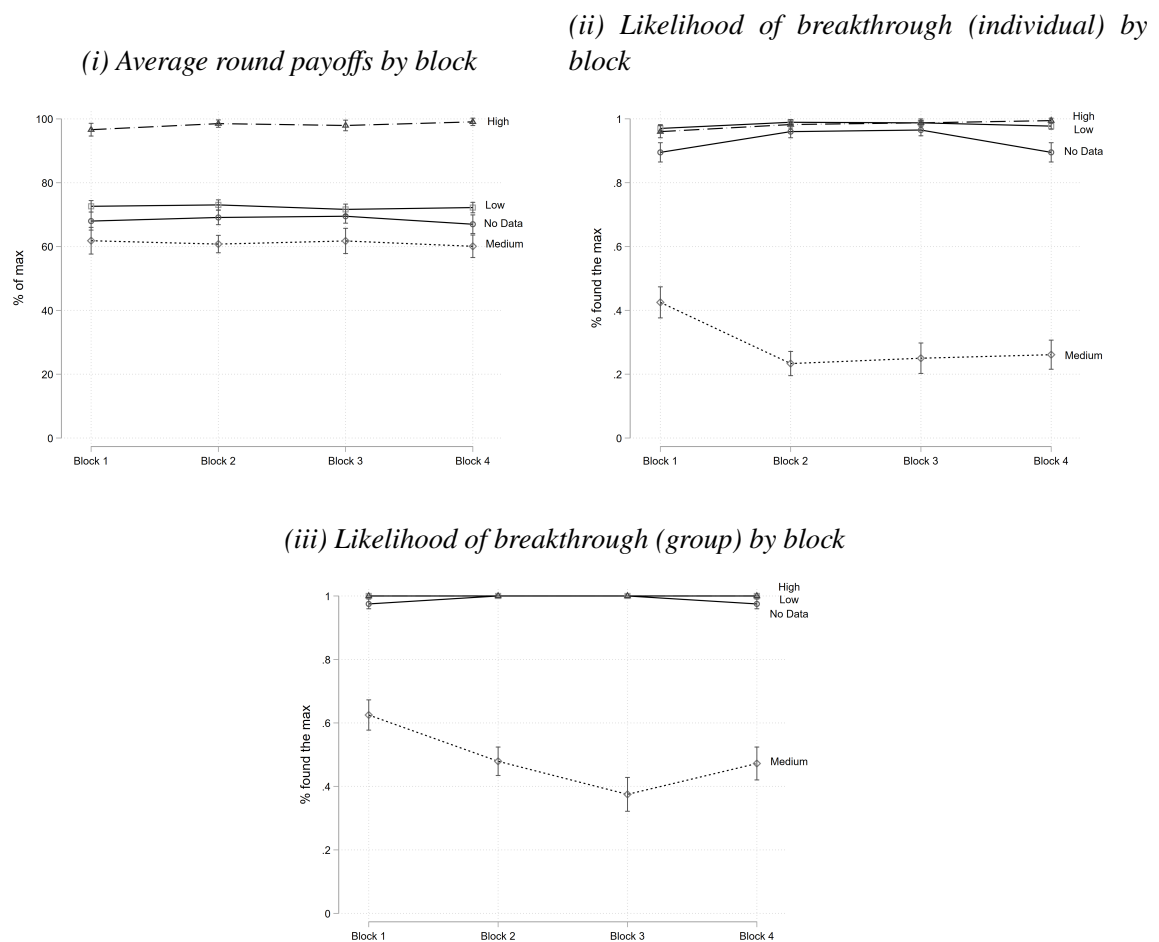 (i) Average round payoffs by block
(ii) Likelihood of breakthrough (individual) by
block
% of max
100
80
60
40
20
0
High
Low
No Data
Medium
Block 1
Block 2
Block 3
Block 4
% found the max
1
.8
.6
.4
.2
0
High
Low
No Data
Medium
Block 1
Block 2
Block 3
Block 4
(iii) Likelihood of breakthrough (group) by block
% found the max
1
.8
.6
.4
.2
0
High
Low
No Data
Medium
Block 1
Block 2
Block 3
Block 4